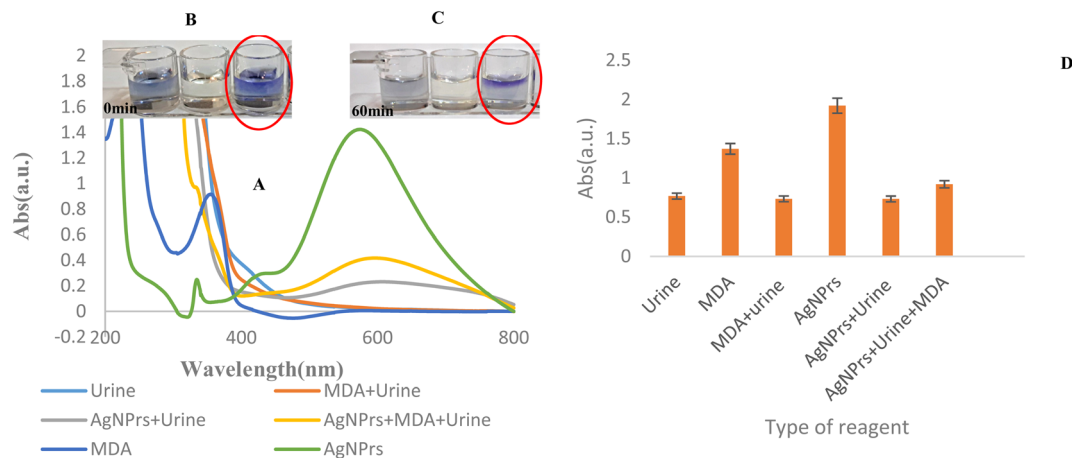 B
C
D
0min
60min
A
2
1.8
1.6
1.4
1.2
1
0.8
0.6
0.4
0.2
0
-0.2
Abs(a.u.)
200 400 600 800
Wavelength(nm)
Urine MDA+Urine
AgNPrs+Urine AgNPrs+MDA+Urine
MDA AgNPrs
2.5
2
1.5
1
0.5
0
Abs(a.u.)
Urine
MDA
MDA+urine
AgNPrs
AgNPrs+Urine
AgNPrs+Urine+MDA
Type of reagent